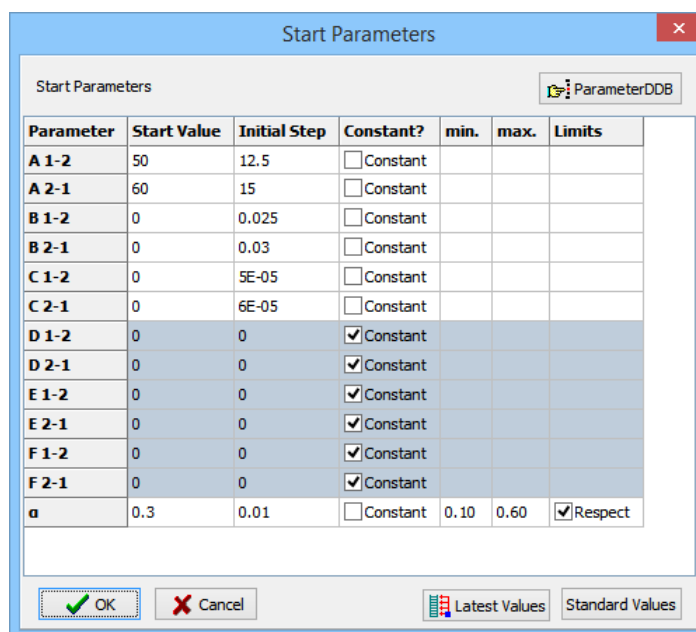 Start Parameters
×
Start Parameters
ParameterDDB
Parameter Start Value Initial Step Constant? min. max. Limits
A 1-2 50 12.5 Constant
A 2-1 60 15 Constant
B 1-2 0 0.025 Constant
B 2-1 0 0.03 Constant
C 1-2 0 5E-05 Constant
C 2-1 0 6E-05 Constant
D 1-2 0 0 Constant
D 2-1 0 0 Constant
E 1-2 0 0 Constant
E 2-1 0 0 Constant
F 1-2 0 0 Constant
F 2-1 0 0 Constant
α 0.3 0.01 Constant 0.10 0.60 Respect
OK Cancel Latest Values Standard Values